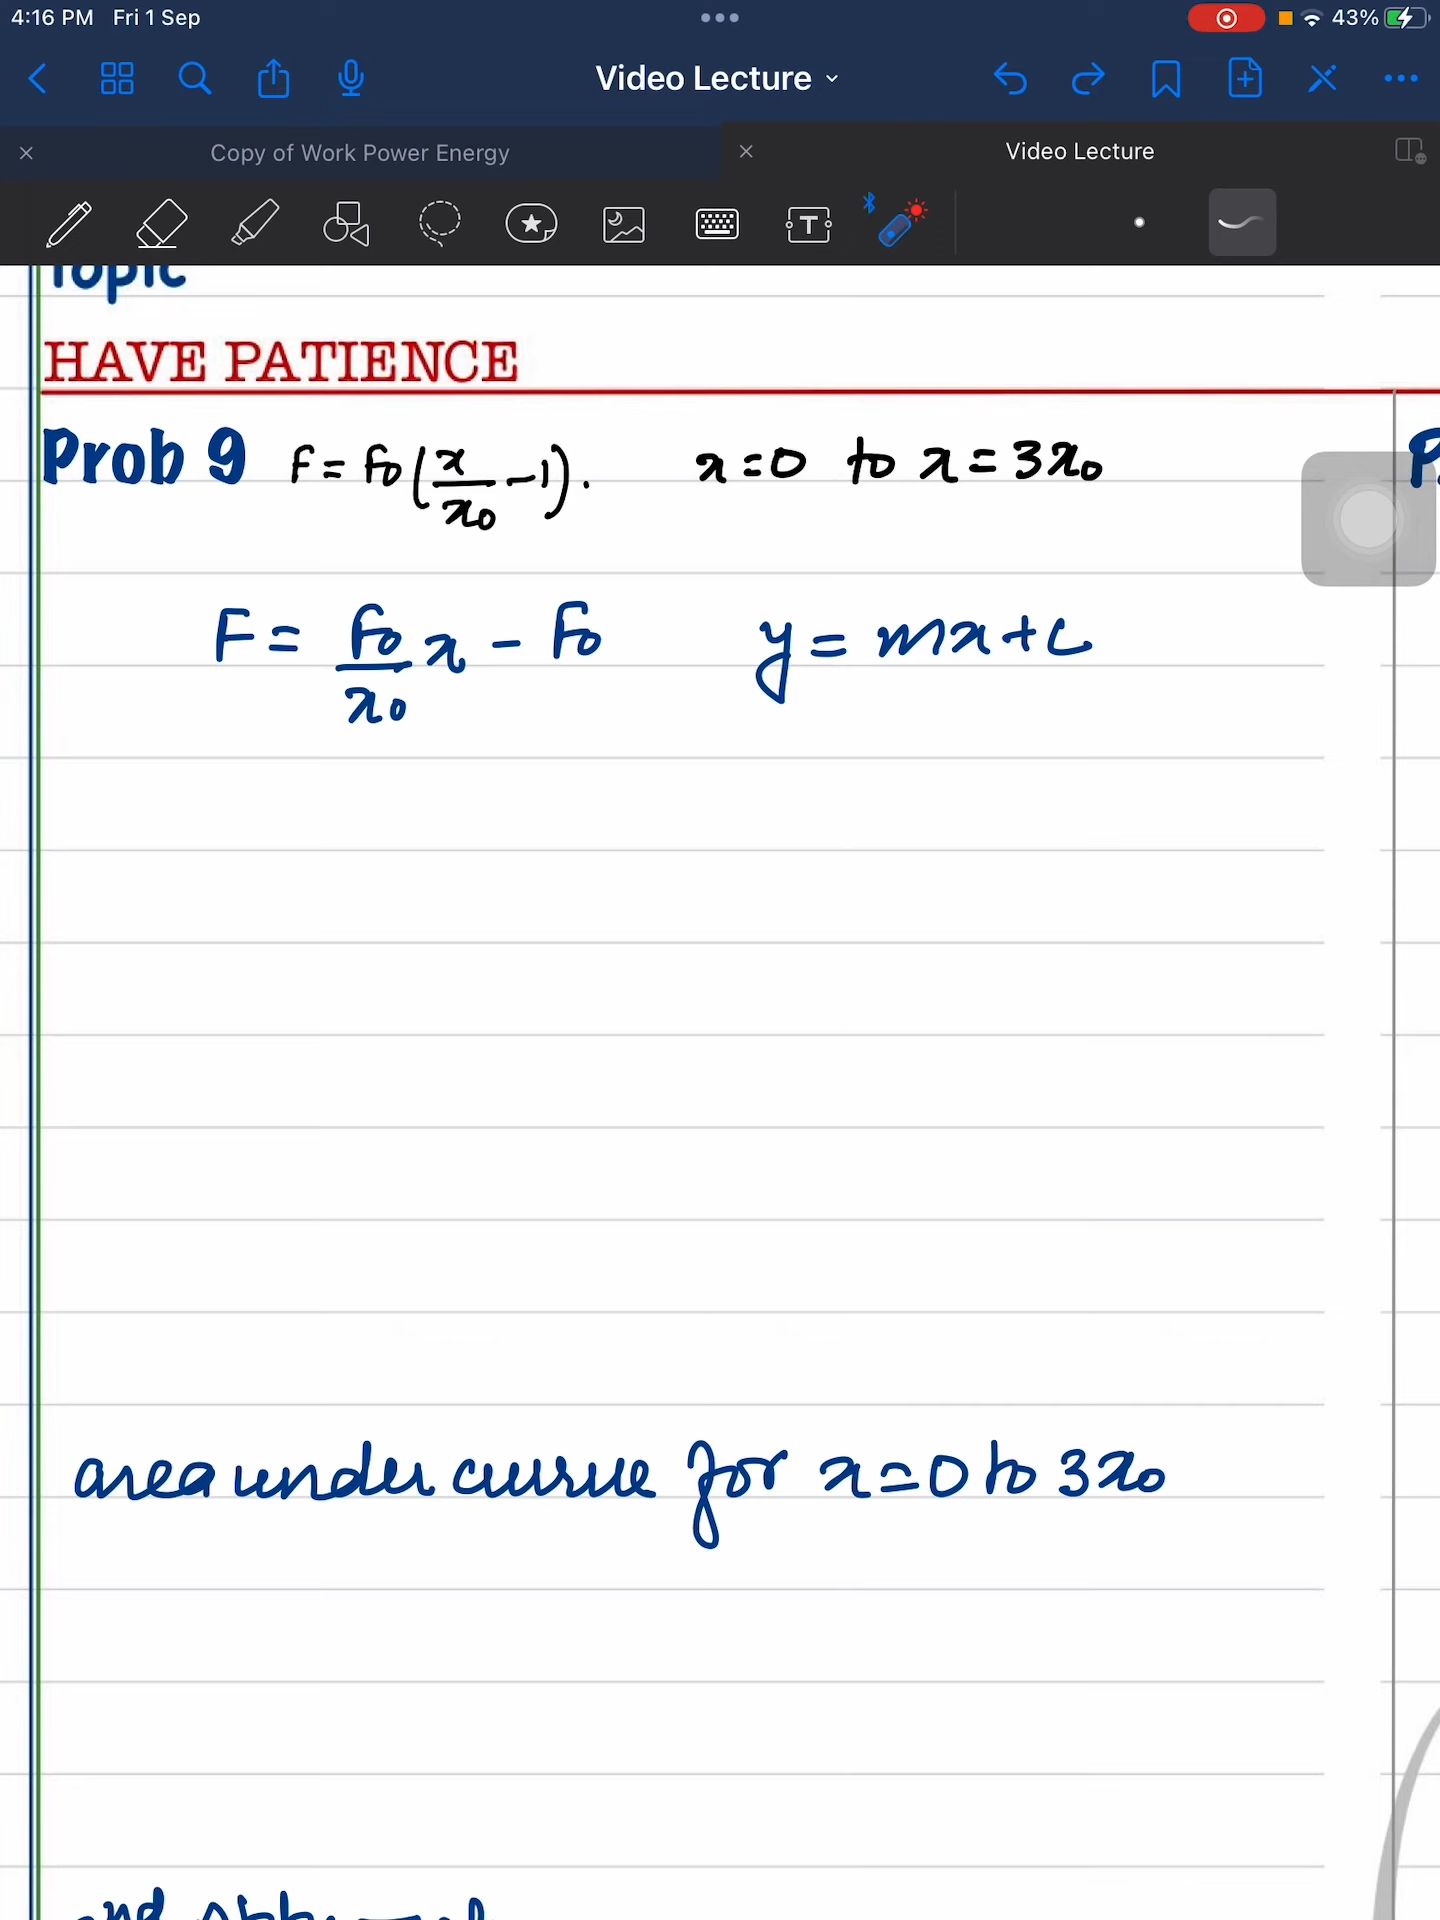 4:16 PM Fri 1 Sep 43%
Video Lecture
Copy of Work Power Energy Video Lecture
Topic
HAVE PATIENCE
Prob 9 F = F₀(x/x₀ - 1). x = 0 to x = 3x₀
F = F₀/x₀ x - F₀ y = mx + c
area under curve for x = 0 to 3x₀